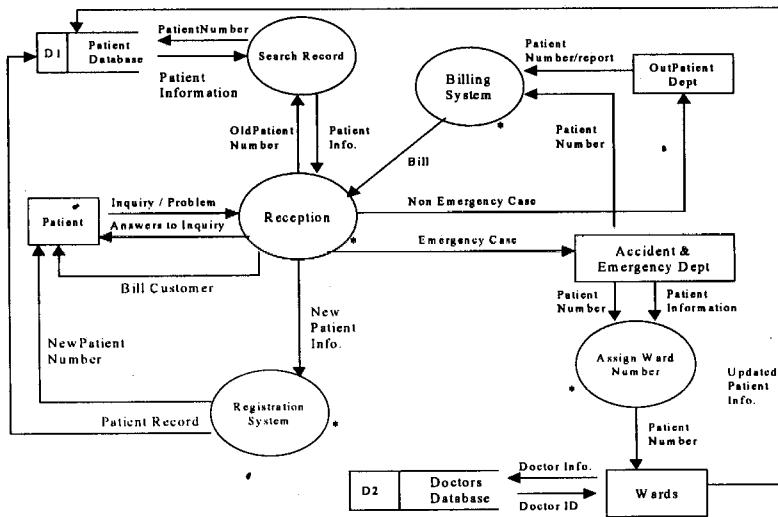 PatientNumber
D1
Patient
Database
Search Record
Patient
Information
Patient
Number/report
Billing
System
OutPatient
Dept
OldPatient
Number
Patient
Info.
Patient
Number
Bill
Inquiry / Problem
Patient
Reception
Non Emergency Case
Answers to Inquiry
Emergency Case
Accident &
Emergency Dept
Bill Customer
Patient
Number
Patient
Information
New
Patient
Info.
NewPatient
Number
Assign Ward
Number
Updated
Patient
Info.
Registration
System
Patient Record
Patient
Number
Doctor Info.
D2
Doctors
Database
Wards
Doctor ID